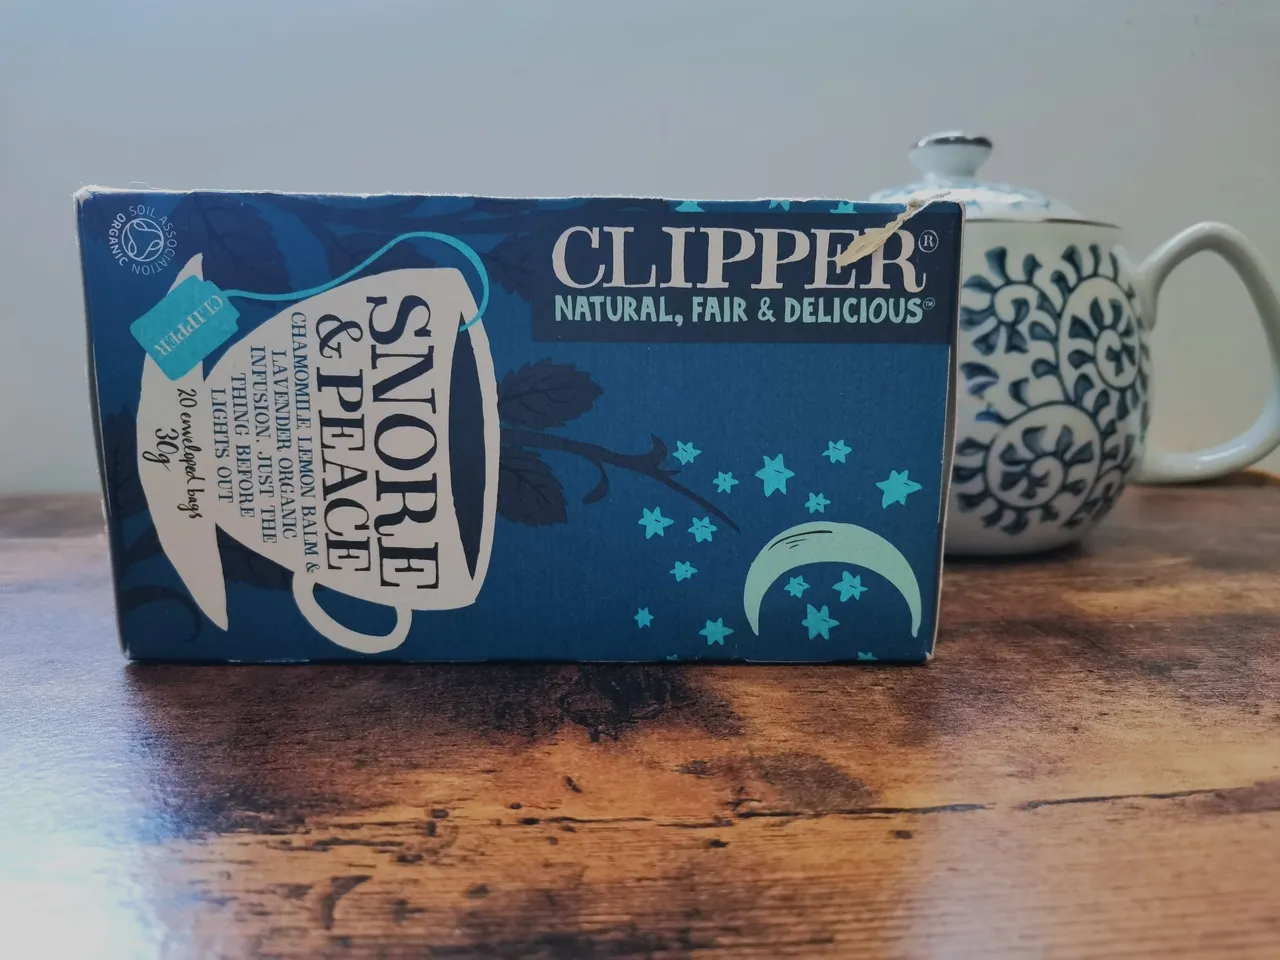 SOIL ASSOCIATION
ORGANIC
CLIPPER®
NATURAL, FAIR & DELICIOUS™
CLIPPER
SNORE
& PEACE
CHAMOMILE LEMON BALM &
LAVENDER ORGANIC
INFUSION. JUST THE
THING BEFORE
LIGHTS OUT
20 enveloped bags
30g